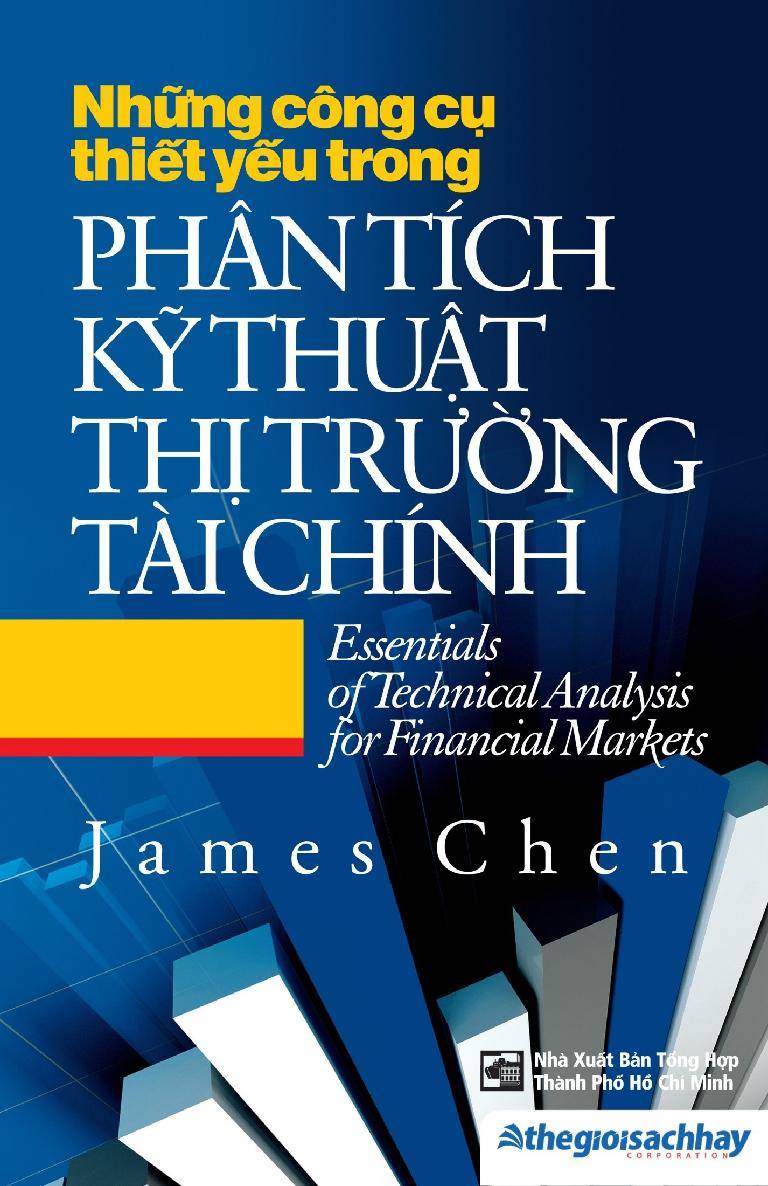 Những công cụ
thiết yếu trong
PHÂN TÍCH
KỸ THUẬT
THỊ TRƯỜNG
TÀI CHÍNH
Essentials
of Technical Analysis
for Financial Markets
James Chen
Nhà Xuất Bản Tổng Hợp
Thành Phố Hồ Chí Minh
thegioisachhay
CORPORATION